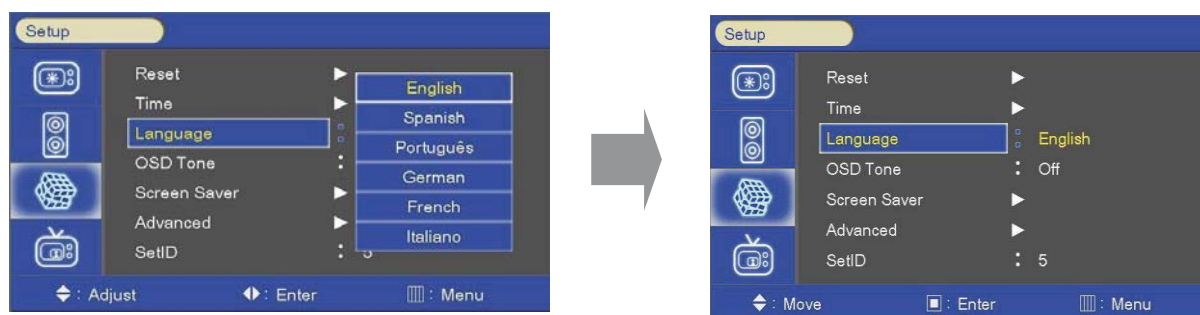 Setup
Reset ▶
Time ▶
Language :
OSD Tone :
Screen Saver ▶
Advanced ▶
SetID :
English
Spanish
Português
German
French
Italiano
: Adjust : Enter : Menu
Setup
Reset ▶
Time ▶
Language : English
OSD Tone : Off
Screen Saver ▶
Advanced ▶
SetID : 5
: Move : Enter : Menu